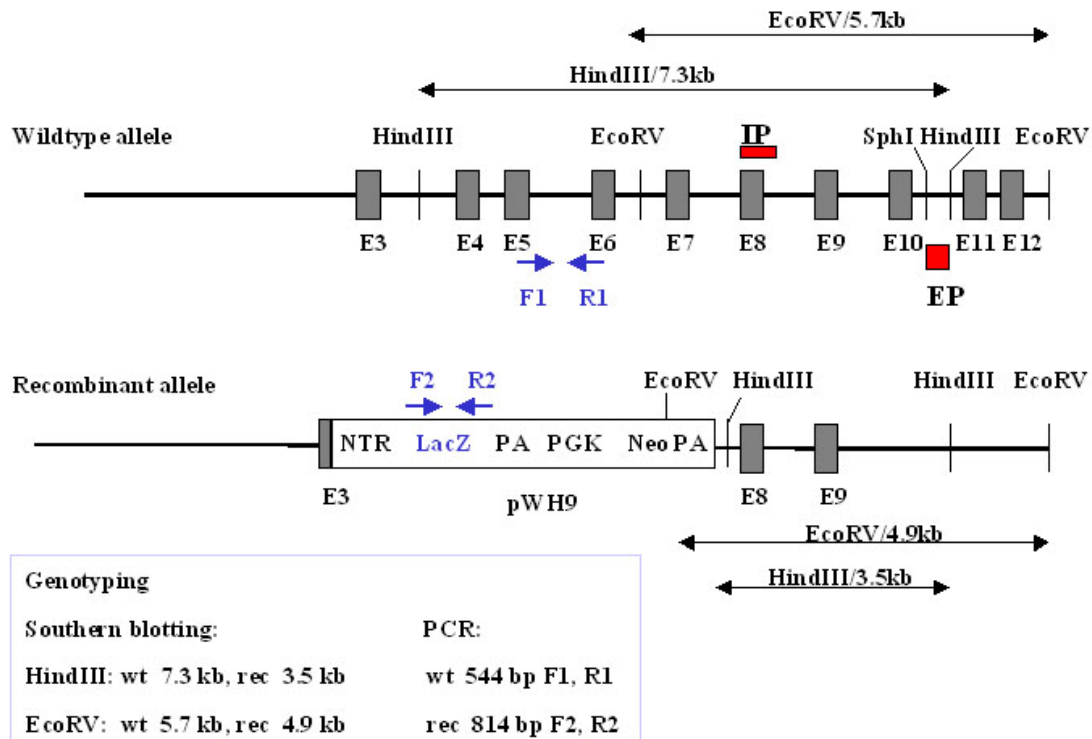 EcoRV/5.7kb
HindIII/7.3kb
Wildtype allele HindIII EcoRV IP SphI HindIII EcoRV
E3 E4 E5 E6 E7 E8 E9 E10 E11 E12
F1 R1 EP
Recombinant allele F2 R2 EcoRV HindIII HindIII EcoRV
NTR LacZ PA PGK Neo PA
E3 pWH9 E8 E9
EcoRV/4.9kb
HindIII/3.5kb
Genotyping
Southern blotting: PCR:
HindIII: wt 7.3 kb, rec 3.5 kb wt 544 bp F1, R1
EcoRV: wt 5.7 kb, rec 4.9 kb rec 814 bp F2, R2